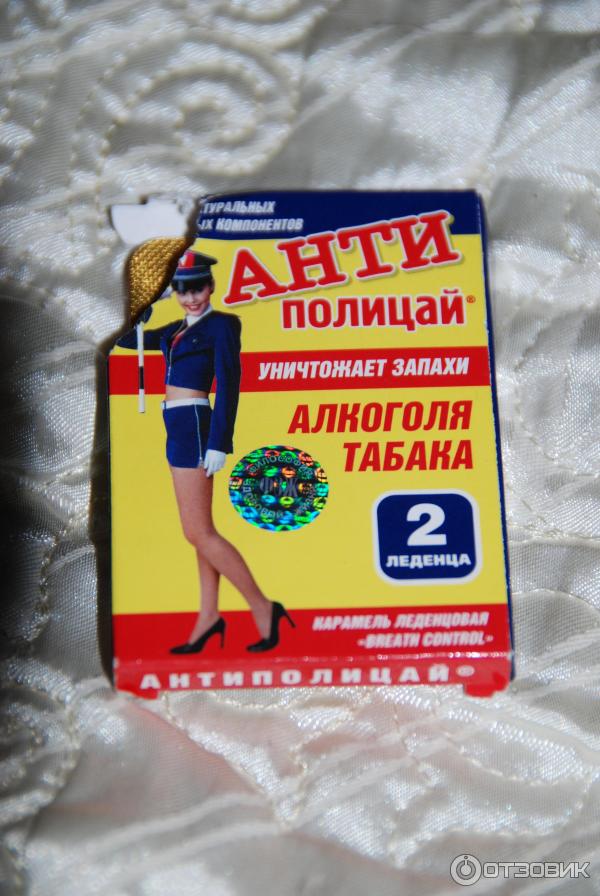 КОМПОНЕНТОВ
АНТИ
ПОЛИЦАЙ®
УНИЧТОЖАЕТ ЗАПАХИ
АЛКОГОЛЯ
ТАБАКА
2
ЛЕДЕНЦА
КАРАМЕЛЬ ЛЕДЕНЦОВАЯ
«BREATH CONTROL»
АНТИПОЛИЦАЙ®
ОТЗОВИК